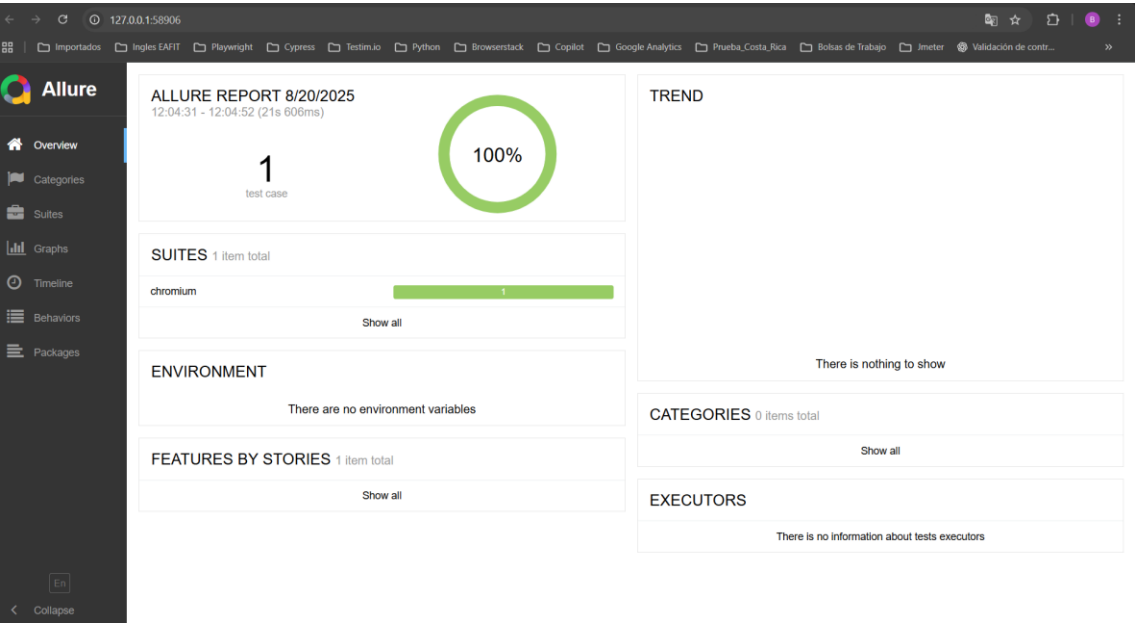 127.0.0.1:58906
B
Importados
Ingles EAFIT
Playwright
Cypress
Testim.io
Python
Browserstack
Copilot
Google Analytics
Prueba_Costa_Rica
Bolsas de Trabajo
Jmeter
Validación de contr...
»
Allure
Overview
Categories
Suites
Graphs
Timeline
Behaviors
Packages
En
Collapse
ALLURE REPORT 8/20/2025
12:04:31 - 12:04:52 (21s 606ms)
1
test case
100%
SUITES 1 item total
chromium
1
Show all
ENVIRONMENT
There are no environment variables
FEATURES BY STORIES 1 item total
Show all
TREND
There is nothing to show
CATEGORIES 0 items total
Show all
EXECUTORS
There is no information about tests executors